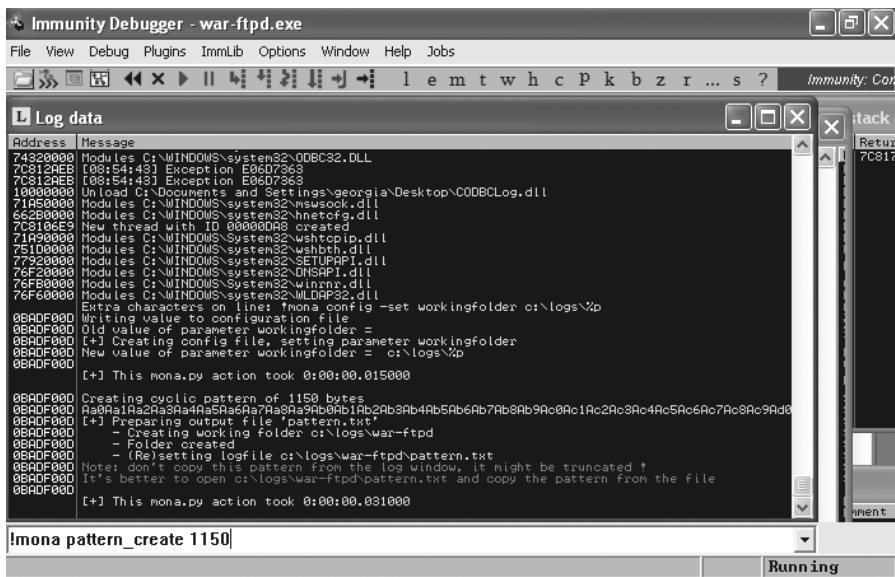 Immunity Debugger - war-ftpd.exe
File View Debug Plugins ImmLib Options Window Help Jobs
l e m t w h c P k b z r ... s ?
Immunity: Con
Log data
stack
Address Message
Retur
74320000 Modules C:\WINDOWS\system32\ODBC32.DLL
7C817
7C812AEB [08:54:43] Exception E06D7363
7C812AEB [08:54:43] Exception E06D7363
10000000 Unload C:\Documents and Settings\georgia\Desktop\CODBCLog.dll
71A50000 Modules C:\WINDOWS\system32\mswsock.dll
662B0000 Modules C:\WINDOWS\system32\hnetcfg.dll
7C8106E9 New thread with ID 00000DA8 created
71A90000 Modules C:\WINDOWS\System32\wshtcpip.dll
751D0000 Modules C:\WINDOWS\system32\wshbth.dll
77920000 Modules C:\WINDOWS\system32\SETUPAPI.dll
76F20000 Modules C:\WINDOWS\system32\DNSAPI.dll
76FB0000 Modules C:\WINDOWS\System32\winrnr.dll
76F60000 Modules C:\WINDOWS\system32\WLDAP32.dll
Extra characters on line: !mona config -set workingfolder c:\logs\%p
0BADF00D Writing value to configuration file
0BADF00D Old value of parameter workingfolder =
0BADF00D [+] Creating config file, setting parameter workingfolder
0BADF00D New value of parameter workingfolder = c:\logs\%p
0BADF00D
[+] This mona.py action took 0:00:00.015000
0BADF00D Creating cyclic pattern of 1150 bytes
0BADF00D Aa0Aa1Aa2Aa3Aa4Aa5Aa6Aa7Aa8Aa9Ab0Ab1Ab2Ab3Ab4Ab5Ab6Ab7Ab8Ab9Ac0Ac1Ac2Ac3Ac4Ac5Ac6Ac7Ac8Ac9Ad0
0BADF00D [+] Preparing output file 'pattern.txt'
0BADF00D - Creating working folder c:\logs\war-ftpd
0BADF00D - Folder created
0BADF00D - (Re)setting logfile c:\logs\war-ftpd\pattern.txt
0BADF00D Note: don't copy this pattern from the log window, it might be truncated !
0BADF00D It's better to open c:\logs\war-ftpd\pattern.txt and copy the pattern from the file
0BADF00D
[+] This mona.py action took 0:00:00.031000
mment
!mona pattern_create 1150
Running